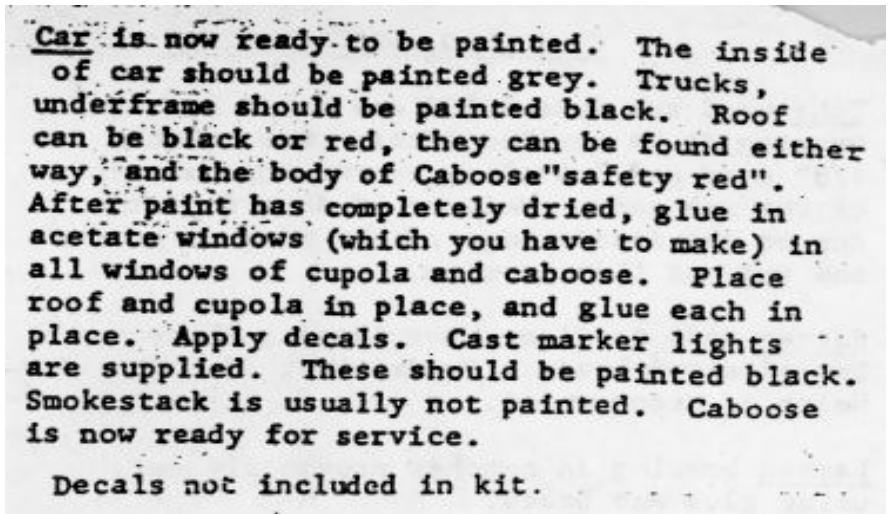 Car is now ready to be painted. The inside
of car should be painted grey. Trucks,
underframe should be painted black. Roof
can be black or red, they can be found either
way, and the body of Caboose"safety red".
After paint has completely dried, glue in
acetate windows (which you have to make) in
all windows of cupola and caboose. Place
roof and cupola in place, and glue each in
place. Apply decals. Cast marker lights
are supplied. These should be painted black.
Smokestack is usually not painted. Caboose
is now ready for service.
Decals not included in kit.